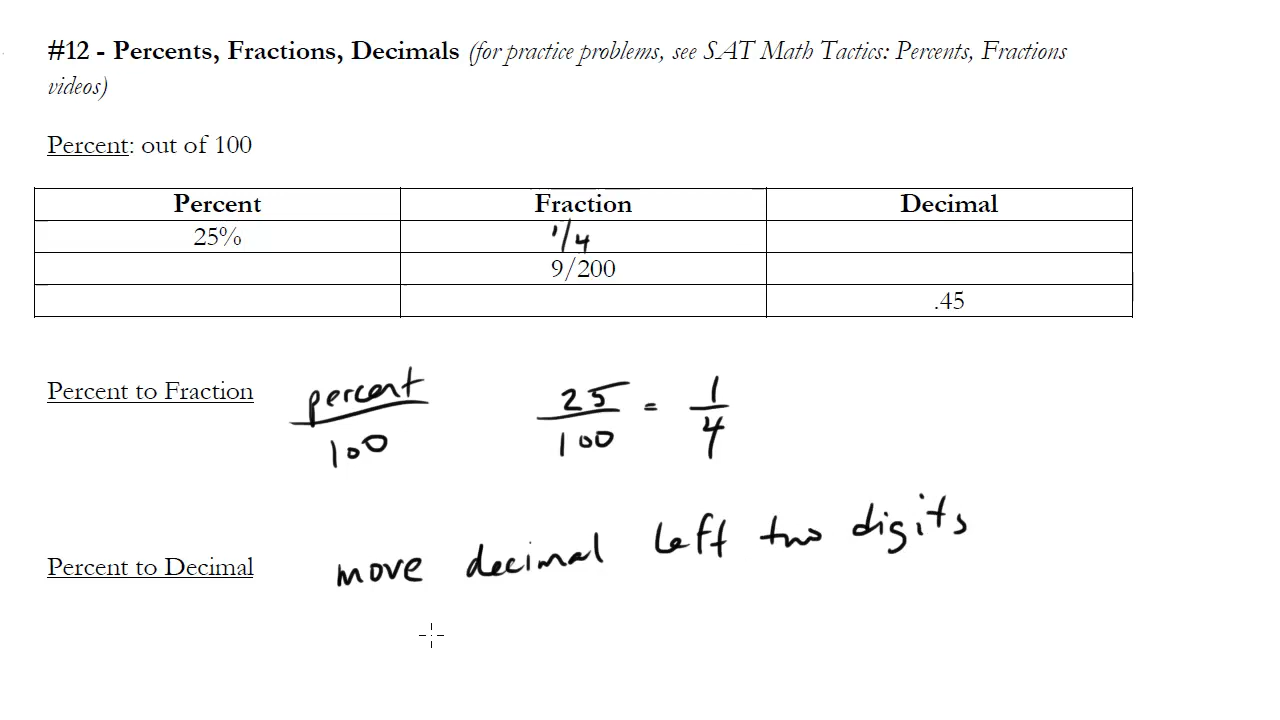 #12 - Percents, Fractions, Decimals (for practice problems, see SAT Math Tactics: Percents, Fractions
videos)
Percent: out of 100
Percent Fraction Decimal
25% 1/4
9/200
.45
Percent to Fraction percent/100 25/100 = 1/4
Percent to Decimal move decimal left two digits